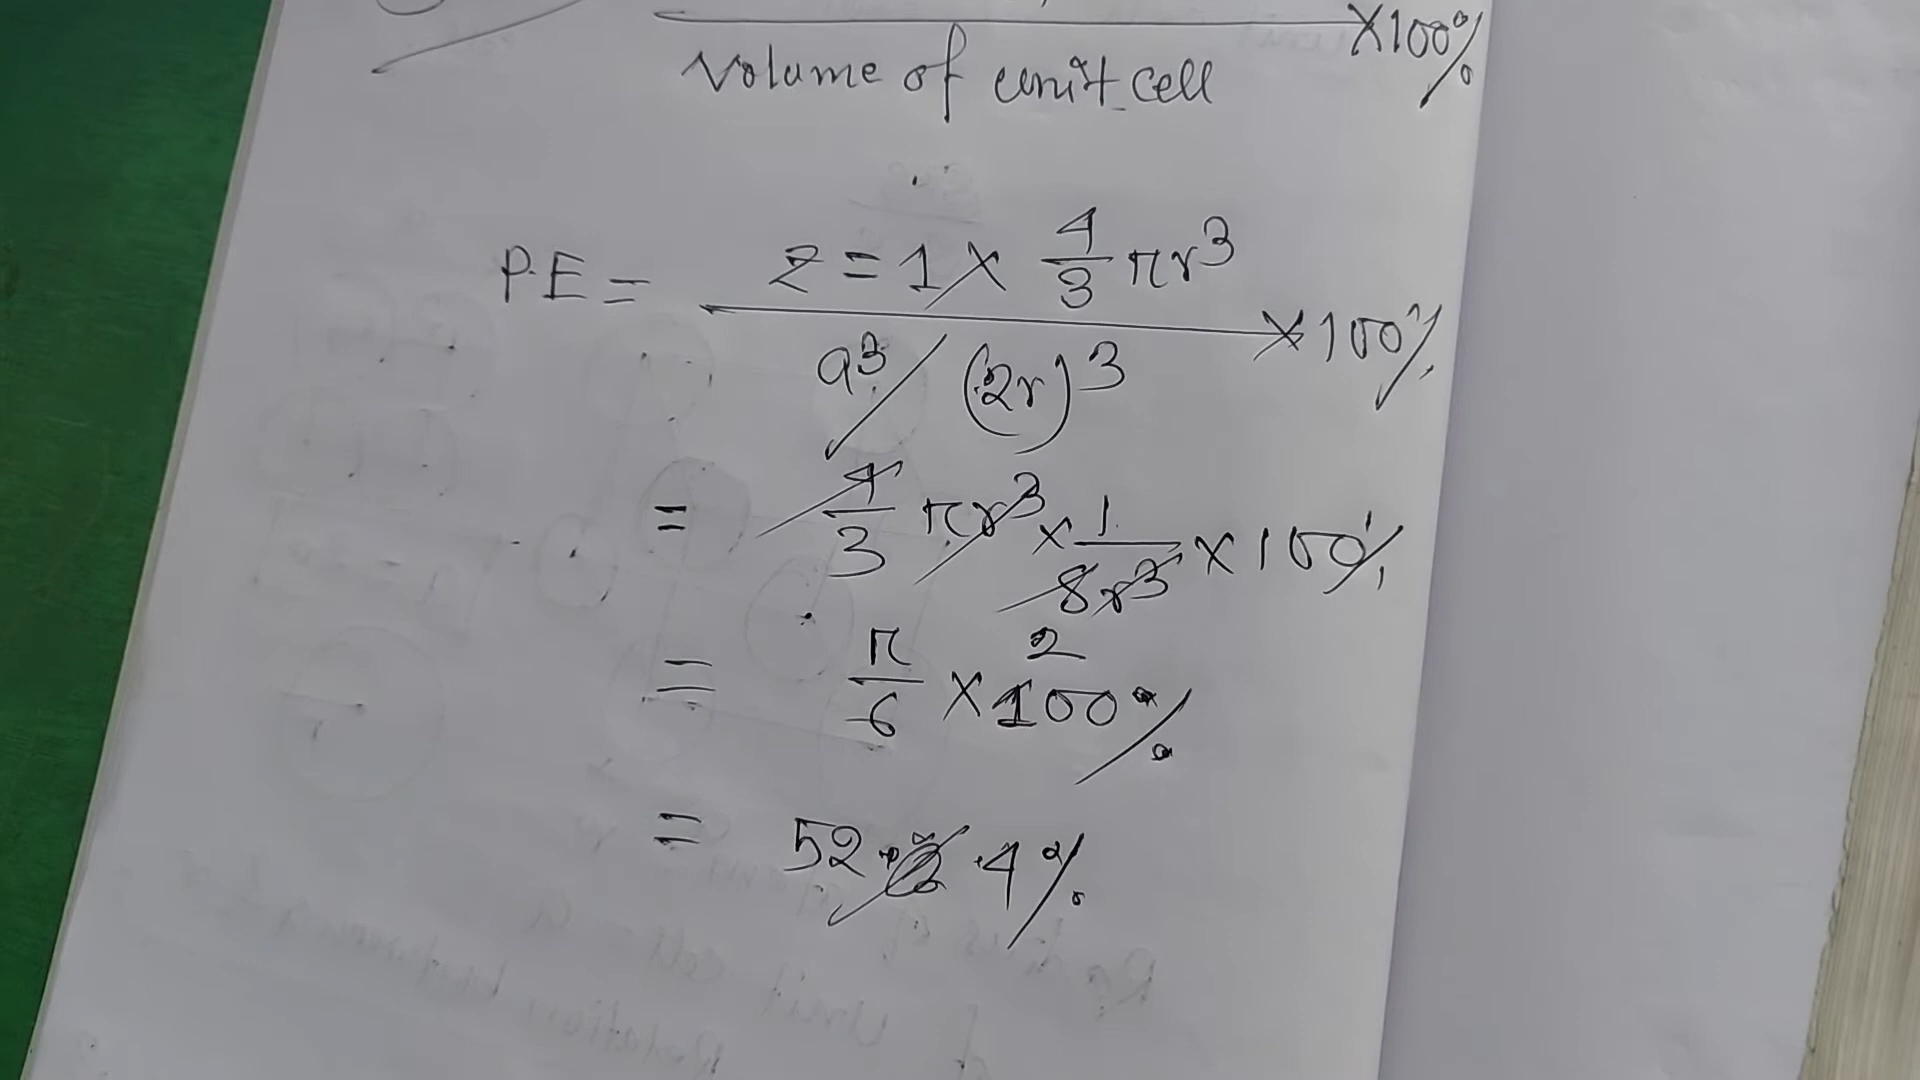 ×100%
Volume of unit cell
P.E = Z = 1 × 4/3 πr³
a³/(2r)³ ×100%
= 4/3 πr³ × 1/8r³ × 100%
2
= π/6 × 100%
= 52.4%